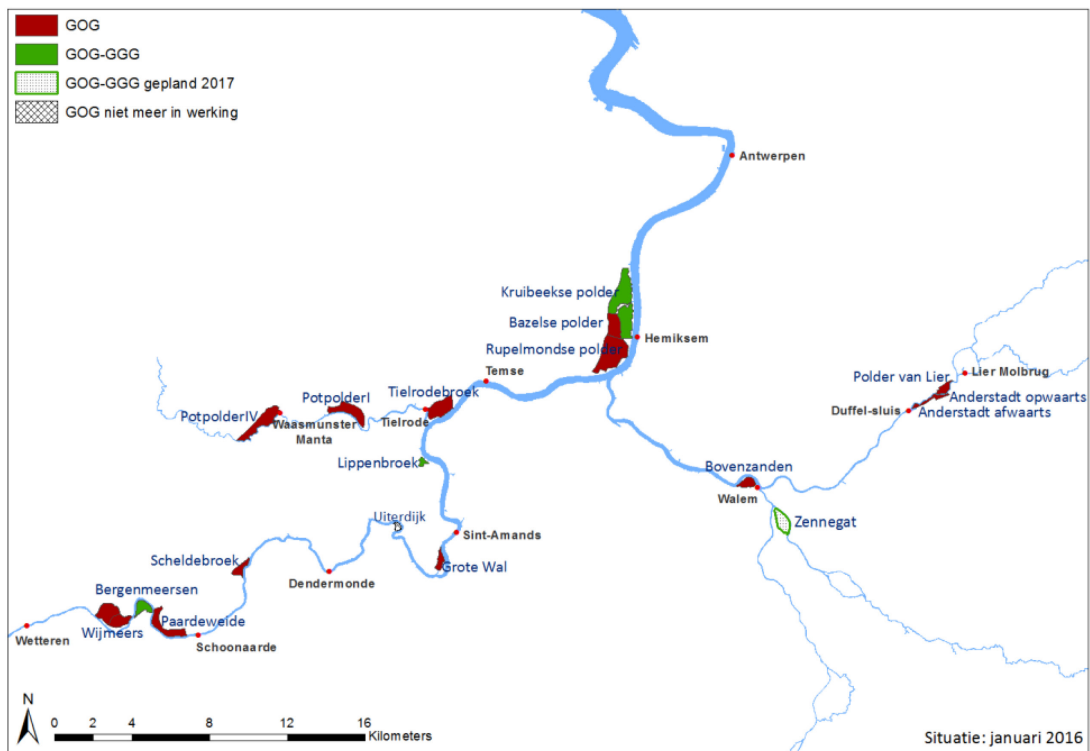 GOG
GOG-GGG
GOG-GGG gepland 2017
GOG niet meer in werking
Antwerpen
Kruibeekse polder
Bazelse polder
Hemiksem
Rupelmondse polder
Temse
Lier Molbrug
Polder van Lier
Tielrodebroek
PotpolderI
Anderstadt opwaarts
Duffel-sluis
Anderstadt afwaarts
PotpolderIV
Waasmunster
Manta
Tielrode
Lippenbroek
Bovenzanden
Walem
Uiterdijk
Zennegat
Sint-Amands
Scheldebroek
Grote Wal
Dendermonde
Bergenmeersen
Paardeweide
Wijmeers
Wetteren
Schoonaarde
N
0 2 4 8 12 16
Kilometers
Situatie: januari 2016